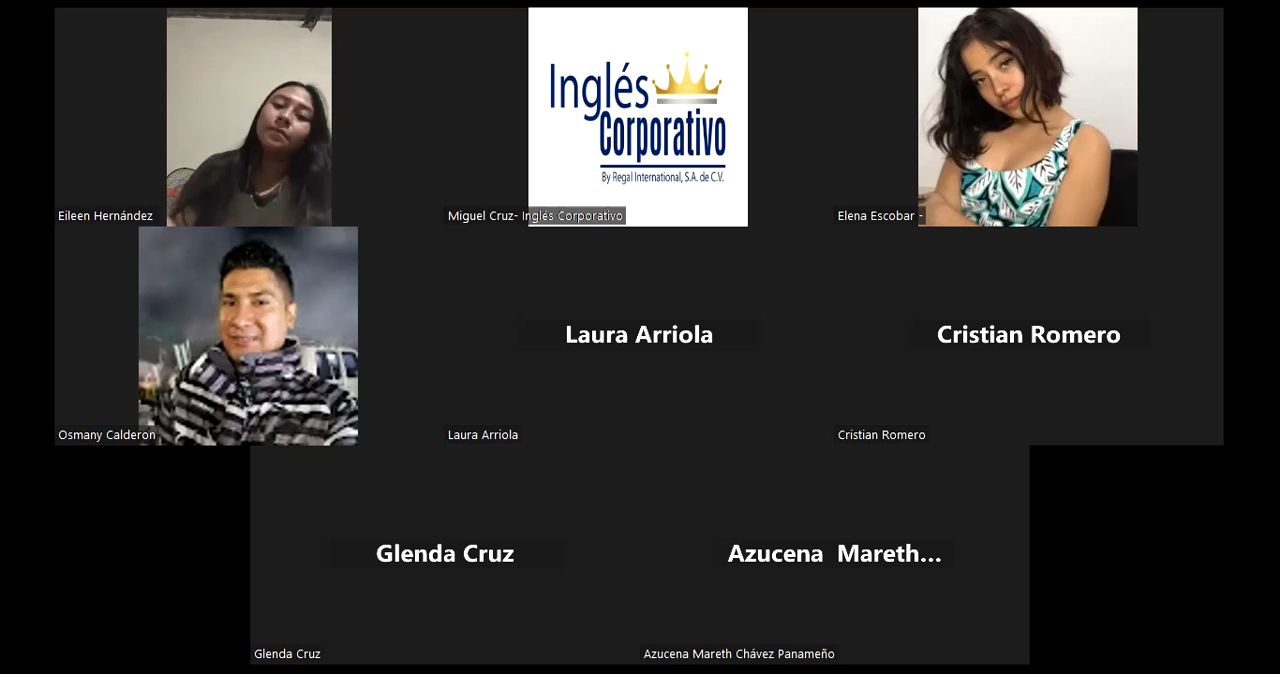 Inglés
Corporativo
By Regal International, S.A. de C.V.
Eileen Hernández
Miguel Cruz- Inglés Corporativo
Elena Escobar -
Laura Arriola
Cristian Romero
Osmany Calderon
Laura Arriola
Cristian Romero
Glenda Cruz
Azucena Mareth...
Glenda Cruz
Azucena Mareth Chávez Panameño